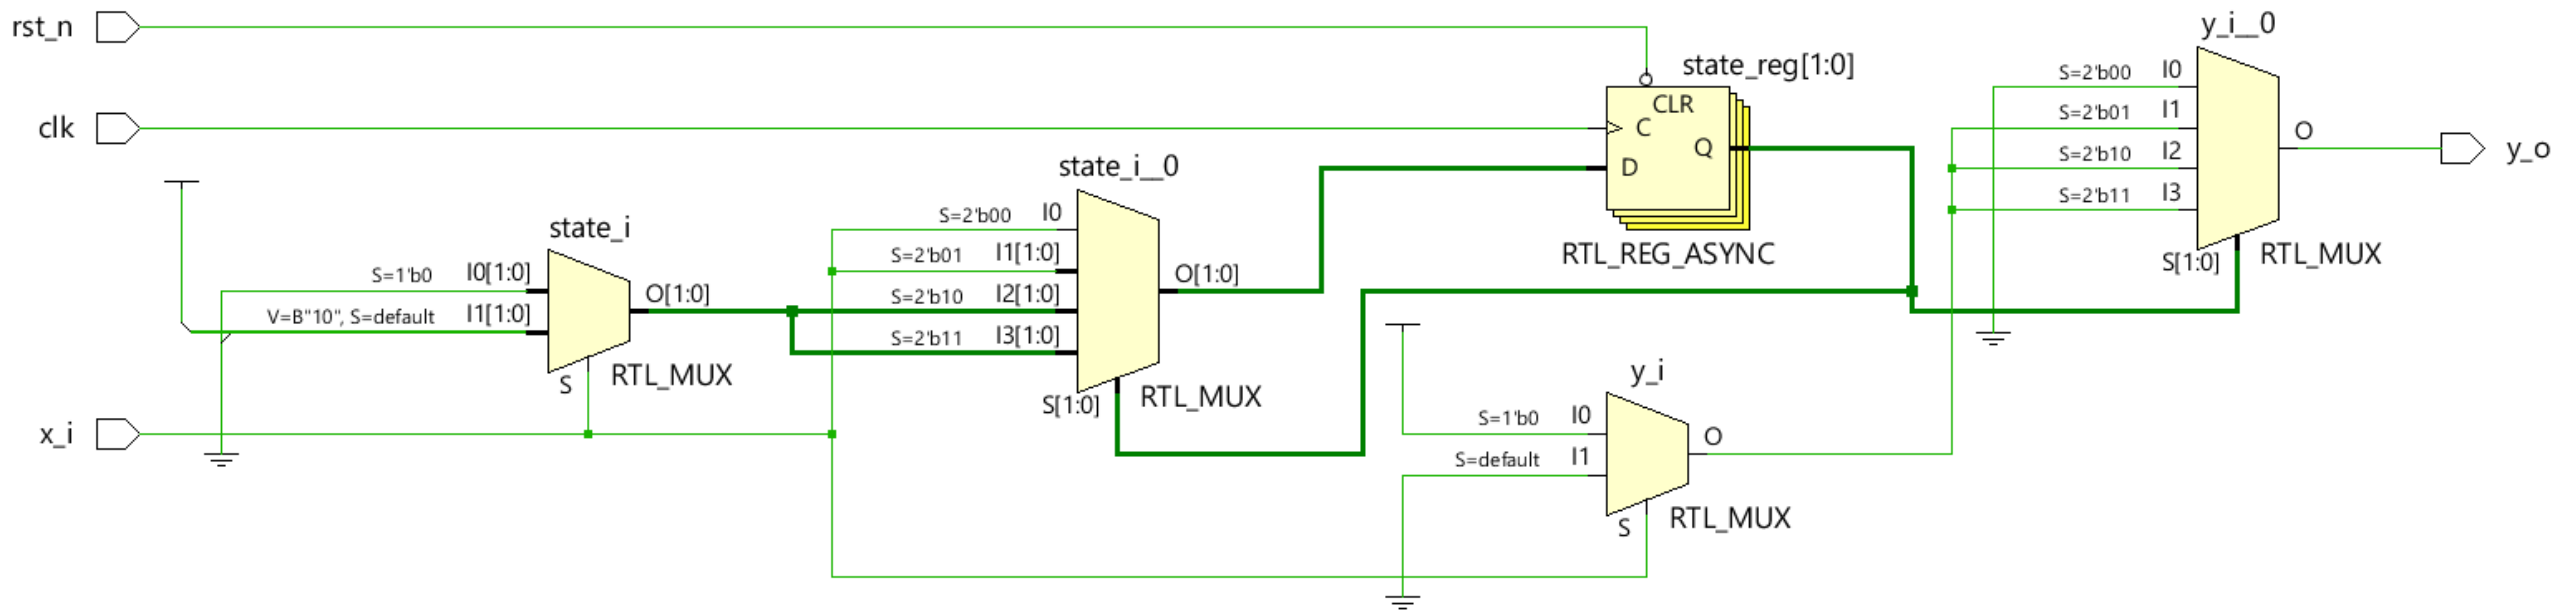 rst_n
clk
x_i
state_i
S=1'b0 I0[1:0]
V=B"10", S=default I1[1:0]
S
O[1:0]
RTL_MUX
state_i__0
S=2'b00 I0
S=2'b01 I1[1:0]
S=2'b10 I2[1:0]
S=2'b11 I3[1:0]
S[1:0]
O[1:0]
RTL_MUX
state_reg[1:0]
CLR
C
Q
D
RTL_REG_ASYNC
y_i
S=1'b0 I0
S=default I1
S
O
RTL_MUX
y_i__0
S=2'b00 I0
S=2'b01 I1
S=2'b10 I2
S=2'b11 I3
S[1:0]
O
RTL_MUX
y_o